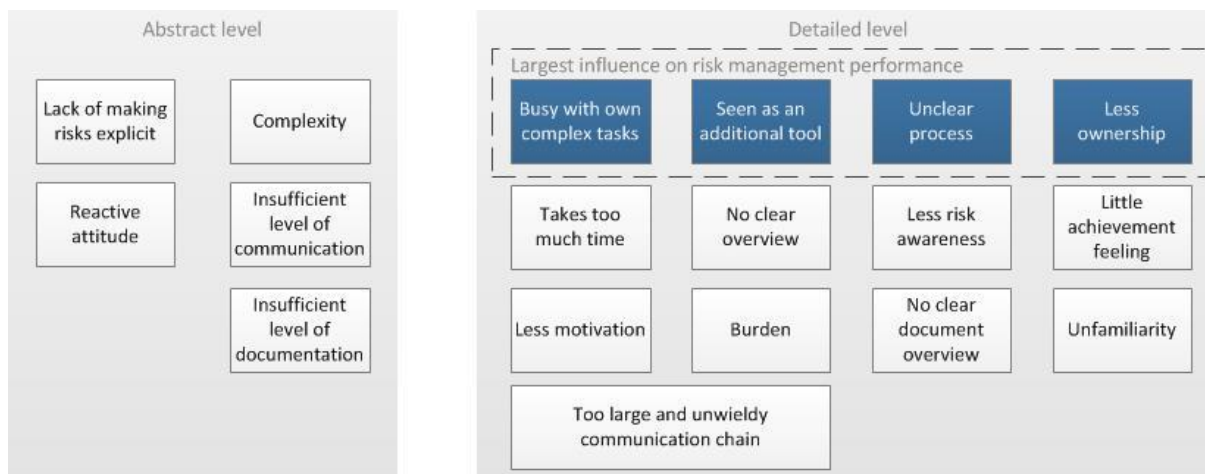 Abstract level
Lack of making
risks explicit
Complexity
Reactive
attitude
Insufficient
level of
communication
Insufficient
level of
documentation
Detailed level
Largest influence on risk management performance
Busy with own
complex tasks
Seen as an
additional tool
Unclear
process
Less
ownership
Takes too
much time
No clear
overview
Less risk
awareness
Little
achievement
feeling
Less motivation
Burden
No clear
document
overview
Unfamiliarity
Too large and unwieldy
communication chain